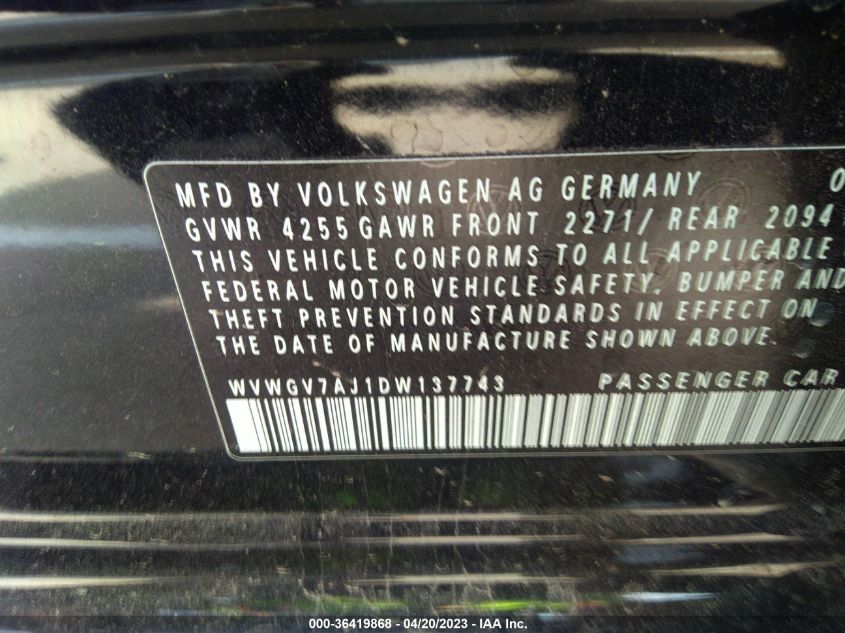 MFD BY VOLKSWAGEN AG GERMANY 0
GVWR 4255 GAWR FRONT 2271/ REAR 2094
THIS VEHICLE CONFORMS TO ALL APPLICABLE
FEDERAL MOTOR VEHICLE SAFETY, BUMPER AND
THEFT PREVENTION STANDARDS IN EFFECT ON
THE DATE OF MANUFACTURE SHOWN ABOVE.
WVWGV7AJ1DW137743 PASSENGER CAR
000-36419868 - 04/20/2023 - IAA Inc.